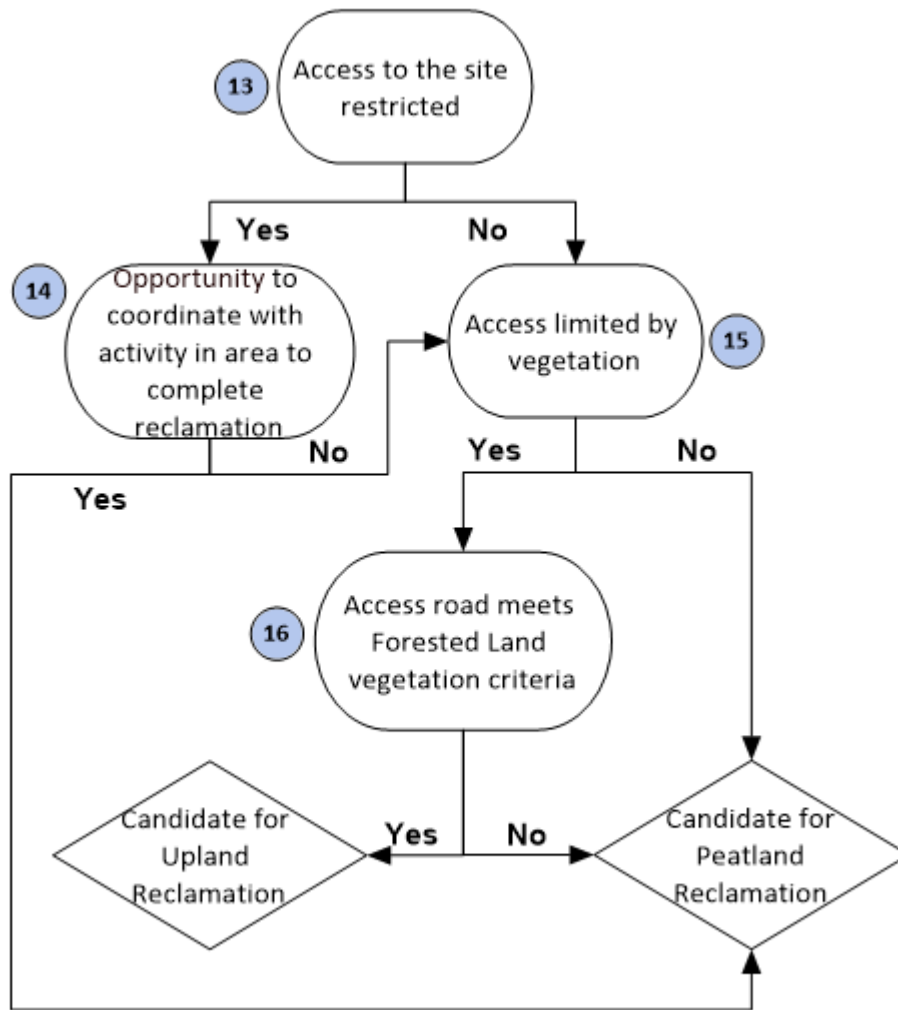 13
Access to the site
restricted
Yes
No
14
Opportunity to
coordinate with
activity in area to
complete
reclamation
Access limited by
vegetation
15
Yes
No
Yes
No
16
Access road meets
Forested Land
vegetation criteria
Yes
No
Candidate for
Upland
Reclamation
Candidate for
Peatland
Reclamation